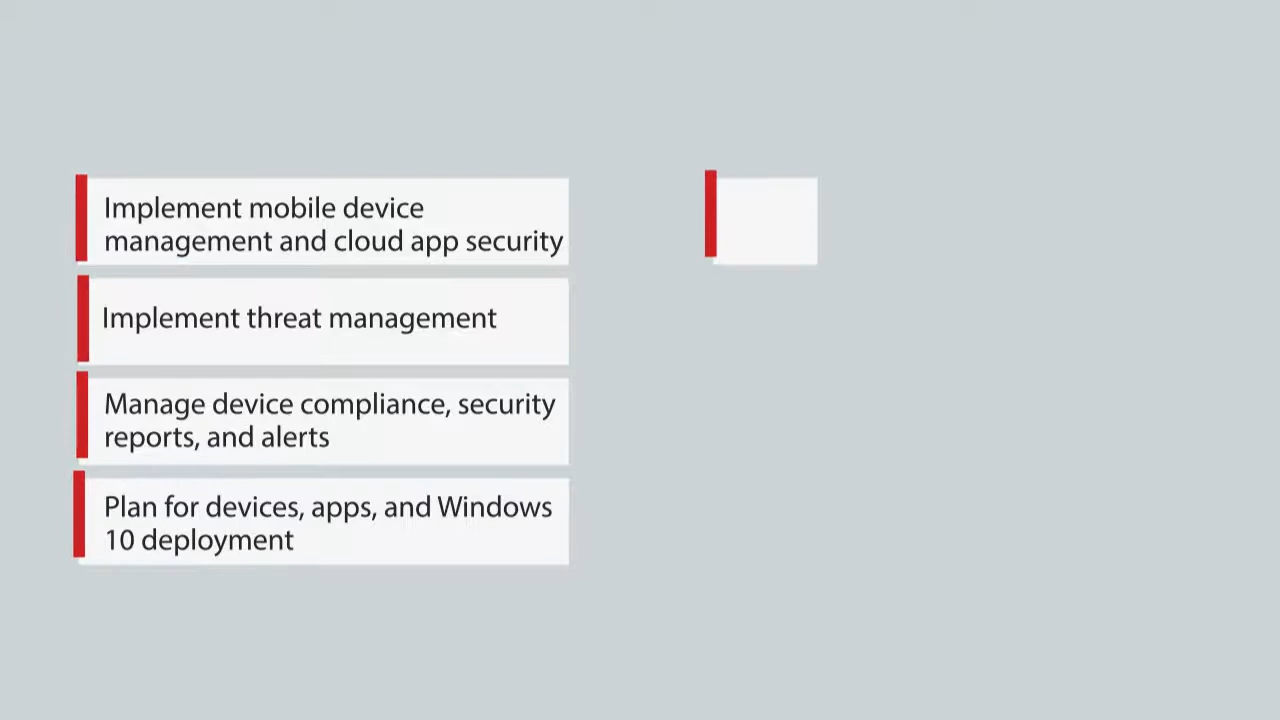 Implement mobile device
management and cloud app security
Implement threat management
Manage device compliance, security
reports, and alerts
Plan for devices, apps, and Windows
10 deployment